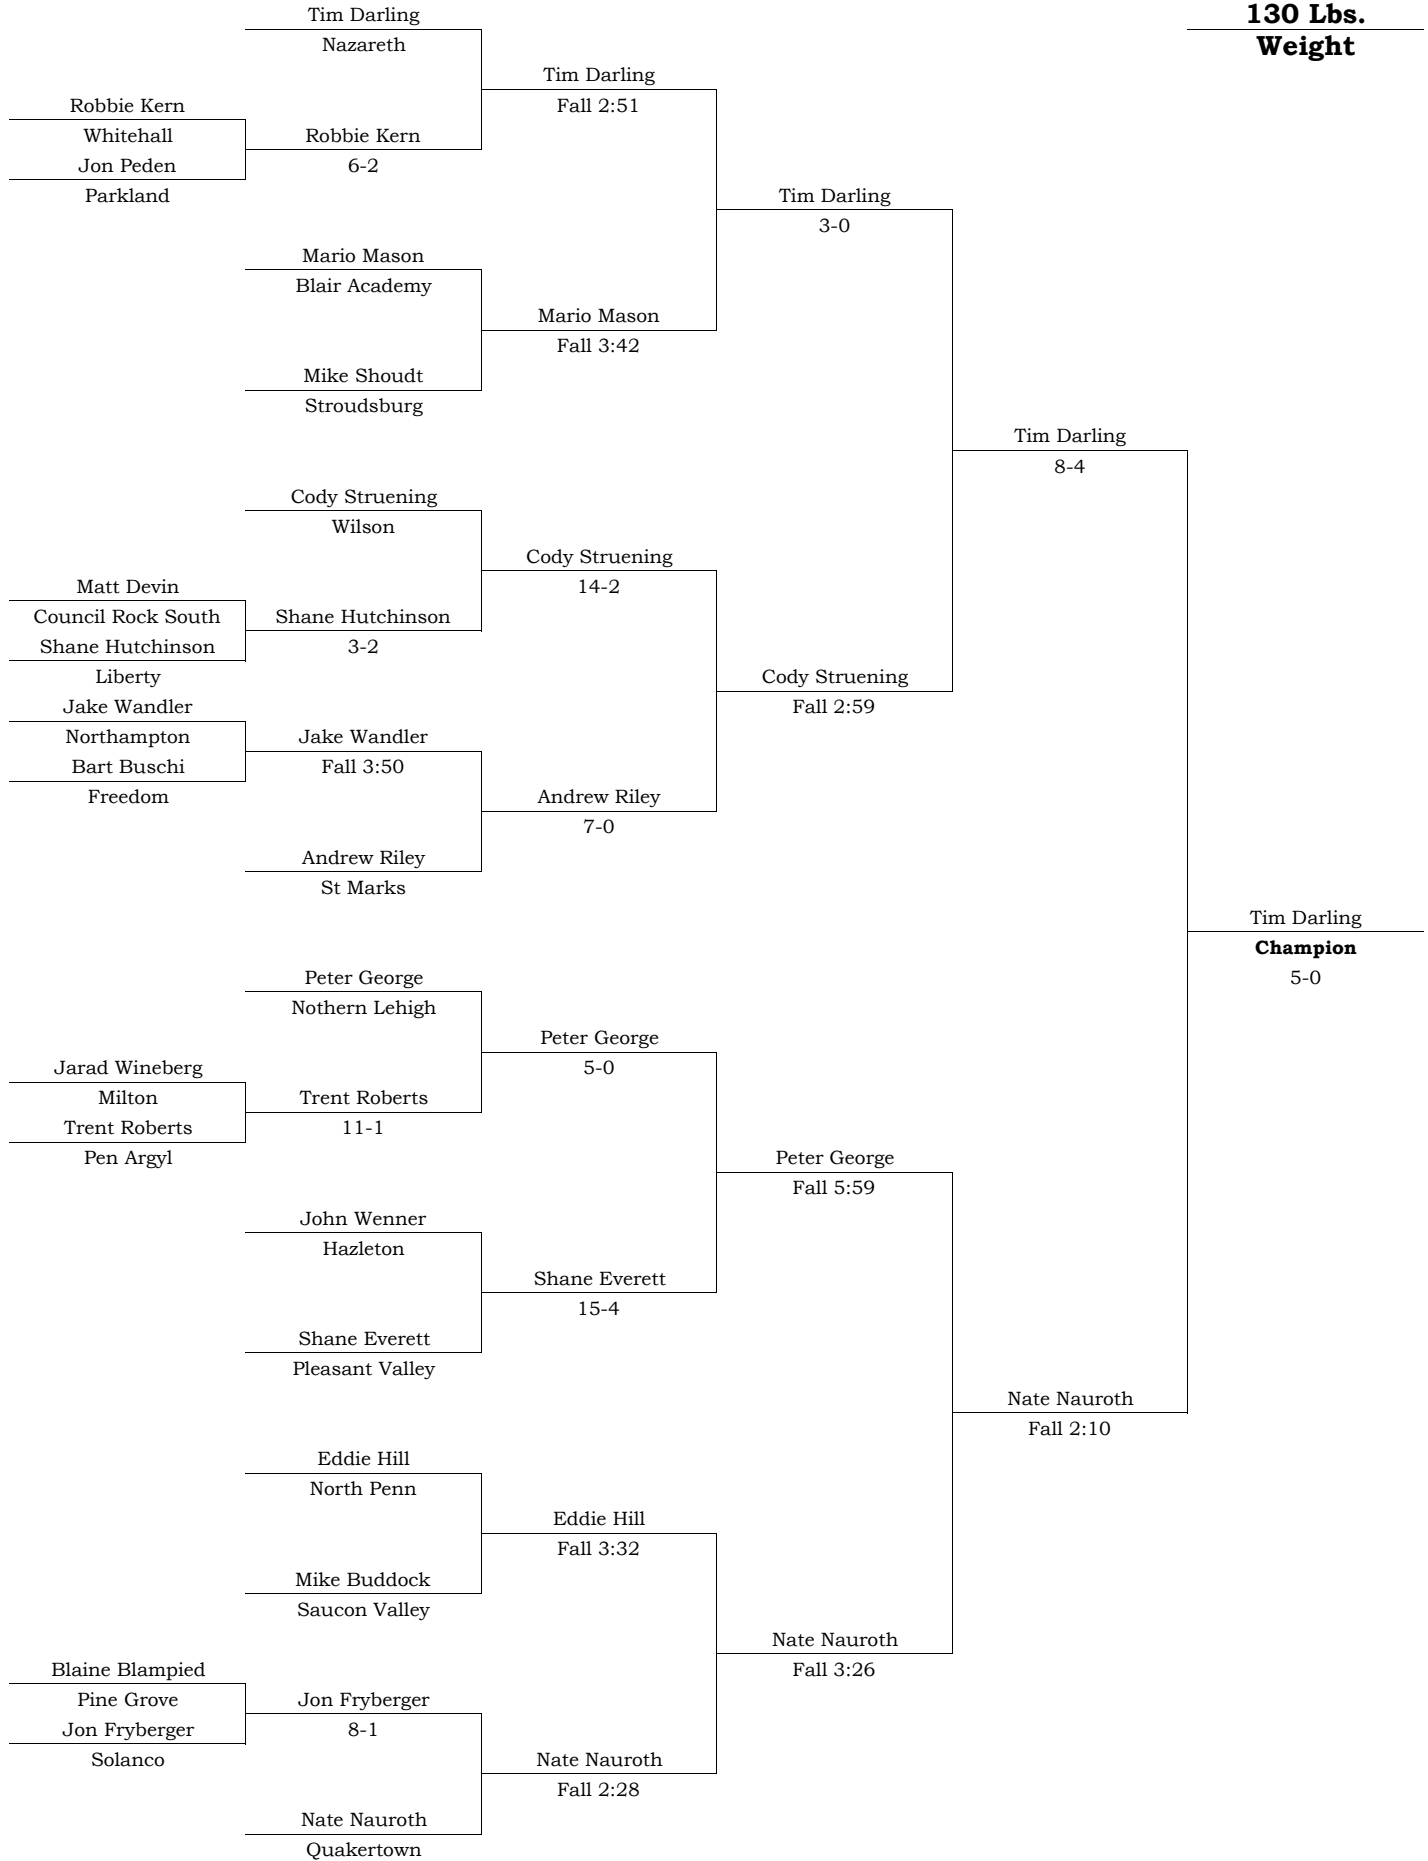 Tim Darling
130 Lbs.
Nazareth
Weight
Tim Darling
Robbie Kern
Fall 2:51
Whitehall
Robbie Kern
Jon Peden
6-2
Parkland
Tim Darling
3-0
Mario Mason
Blair Academy
Mario Mason
Fall 3:42
Mike Shoudt
Stroudsburg
Tim Darling
8-4
Cody Struening
Wilson
Cody Struening
Matt Devin
14-2
Council Rock South
Shane Hutchinson
Shane Hutchinson
3-2
Liberty
Cody Struening
Jake Wandler
Fall 2:59
Northampton
Jake Wandler
Bart Buschi
Fall 3:50
Freedom
Andrew Riley
7-0
Andrew Riley
St Marks
Tim Darling
Champion
Peter George
5-0
Nothern Lehigh
Peter George
Jarad Wineberg
5-0
Milton
Trent Roberts
Trent Roberts
11-1
Pen Argyl
Peter George
Fall 5:59
John Wenner
Hazleton
Shane Everett
15-4
Shane Everett
Pleasant Valley
Nate Nauroth
Fall 2:10
Eddie Hill
North Penn
Eddie Hill
Fall 3:32
Mike Buddock
Saucon Valley
Nate Nauroth
Blaine Blampied
Fall 3:26
Pine Grove
Jon Fryberger
Jon Fryberger
8-1
Solanco
Nate Nauroth
Fall 2:28
Nate Nauroth
Quakertown